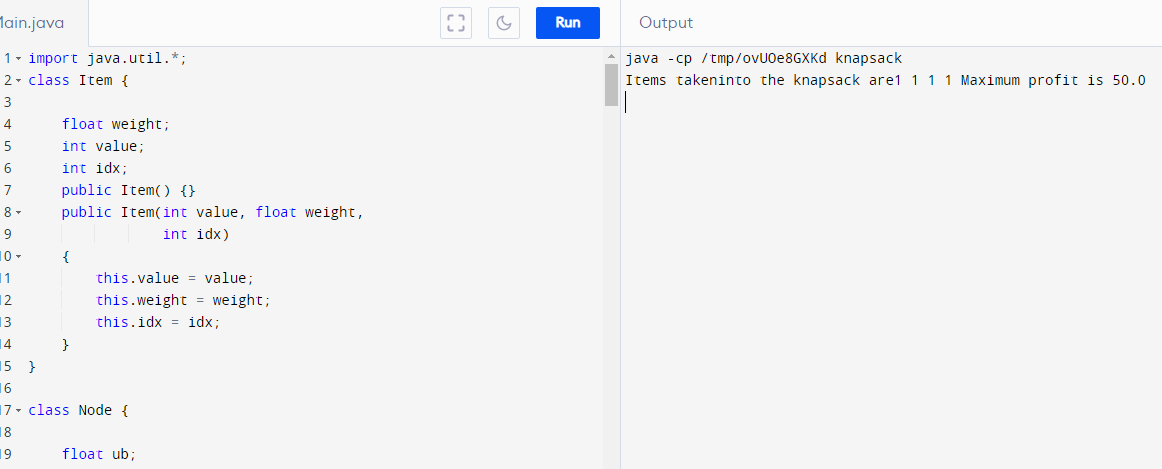 Main.java
Run
Output
1 import java.util.*;
2 class Item {
3
4 float weight;
5 int value;
6 int idx;
7 public Item() {}
8 public Item(int value, float weight,
9 int idx)
10 {
11 this.value = value;
12 this.weight = weight;
13 this.idx = idx;
14 }
15 }
16
17 class Node {
18
19 float ub;
java -cp /tmp/ovUOe8GXKd knapsack
Items takeninto the knapsack are1 1 1 1 Maximum profit is 50.0